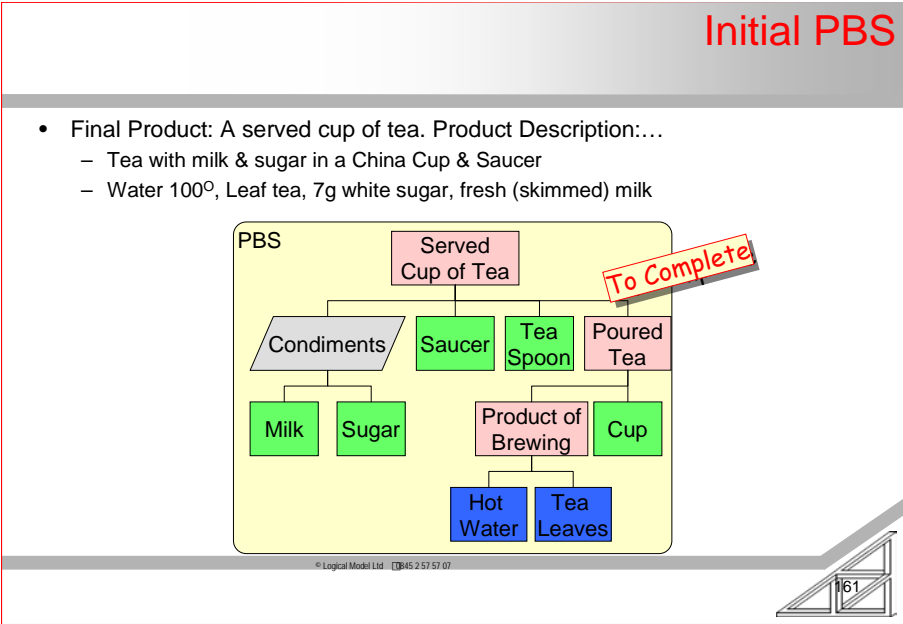 Initial PBS
• Final Product: A served cup of tea. Product Description:…
– Tea with milk & sugar in a China Cup & Saucer
– Water 100⁰, Leaf tea, 7g white sugar, fresh (skimmed) milk
PBS
Served
Cup of Tea
To Complete
Condiments
Saucer
Tea
Spoon
Poured
Tea
Milk
Sugar
Product of
Brewing
Cup
Hot
Water
Tea
Leaves
© Logical Model Ltd 0845 2 57 57 07
161